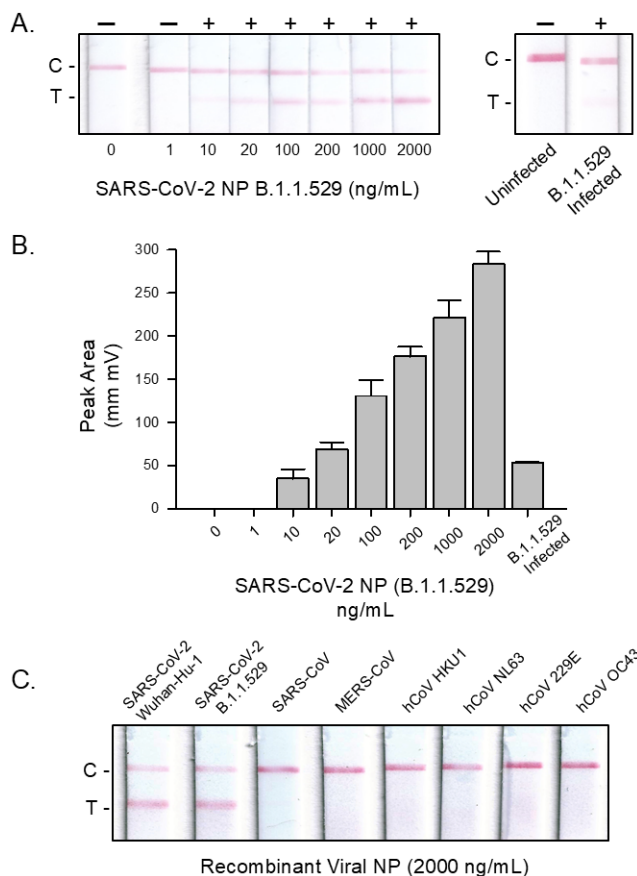 A.
− − + + + + + +
C -
T -
0 1 10 20 100 200 1000 2000
SARS-CoV-2 NP B.1.1.529 (ng/mL)
− +
C -
T -
Uninfected
B.1.1.529
Infected
B.
300
250
200
150
100
50
0
Peak Area
(mm mV)
0 1 10 20 100 200 1000 2000
B.1.1.529
Infected
SARS-CoV-2 NP (B.1.1.529)
ng/mL
C.
SARS-CoV-2
Wuhan-Hu-1
SARS-CoV-2
B.1.1.529
SARS-CoV
MERS-CoV
hCoV HKU1
hCoV NL63
hCoV 229E
hCoV OC43
C -
T -
Recombinant Viral NP (2000 ng/mL)